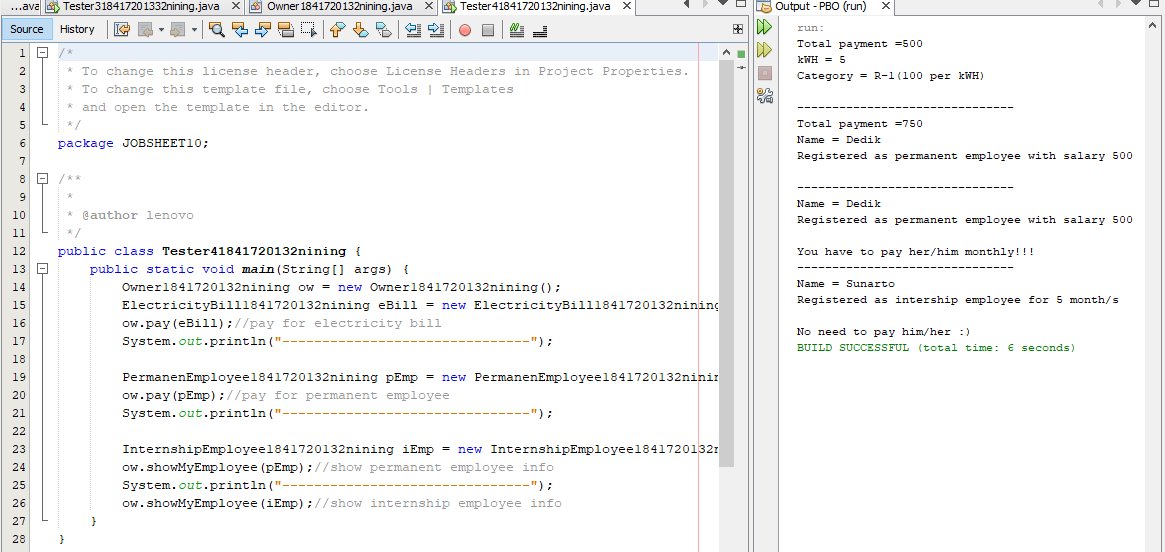 ...ava Tester318417201332nining.java Owner1841720132nining.java Tester41841720132nining.java
Source History
1 /*
2 * To change this license header, choose License Headers in Project Properties.
3 * To change this template file, choose Tools | Templates
4 * and open the template in the editor.
5 */
6 package JOBSHEET10;
7
8 /**
9 *
10 * @author lenovo
11 */
12 public class Tester41841720132nining {
13 public static void main(String[] args) {
14 Owner1841720132nining ow = new Owner1841720132nining();
15 ElectricityBill1841720132nining eBill = new ElectricityBill1841720132nining
16 ow.pay(eBill);//pay for electricity bill
17 System.out.println("-------------------------------");
18
19 PermanenEmployee1841720132nining pEmp = new PermanenEmployee1841720132ninin
20 ow.pay(pEmp);//pay for permanent employee
21 System.out.println("-------------------------------");
22
23 InternshipEmployee1841720132nining iEmp = new InternshipEmployee1841720132n
24 ow.showMyEmployee(pEmp);//show permanent employee info
25 System.out.println("-------------------------------");
26 ow.showMyEmployee(iEmp);//show internship employee info
27 }
28 }
Output - PBO (run)
run:
Total payment =500
kWH = 5
Category = R-1(100 per kWH)
-------------------------------
Total payment =750
Name = Dedik
Registered as permanent employee with salary 500
-------------------------------
Name = Dedik
Registered as permanent employee with salary 500
You have to pay her/him monthly!!!
-------------------------------
Name = Sunarto
Registered as intership employee for 5 month/s
No need to pay him/her :)
BUILD SUCCESSFUL (total time: 6 seconds)